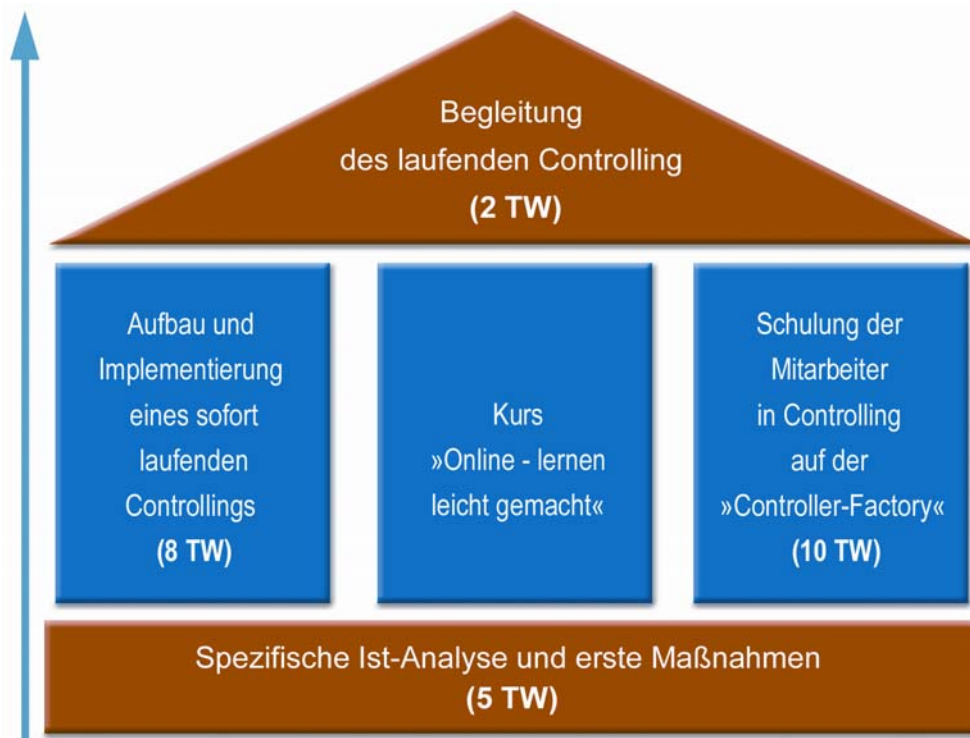 Begleitung
des laufenden Controlling
(2 TW)
Aufbau und
Implementierung
eines sofort
laufenden
Controllings
(8 TW)
Kurs
»Online - lernen
leicht gemacht«
Schulung der
Mitarbeiter
in Controlling
auf der
»Controller-Factory«
(10 TW)
Spezifische Ist-Analyse und erste Maßnahmen
(5 TW)